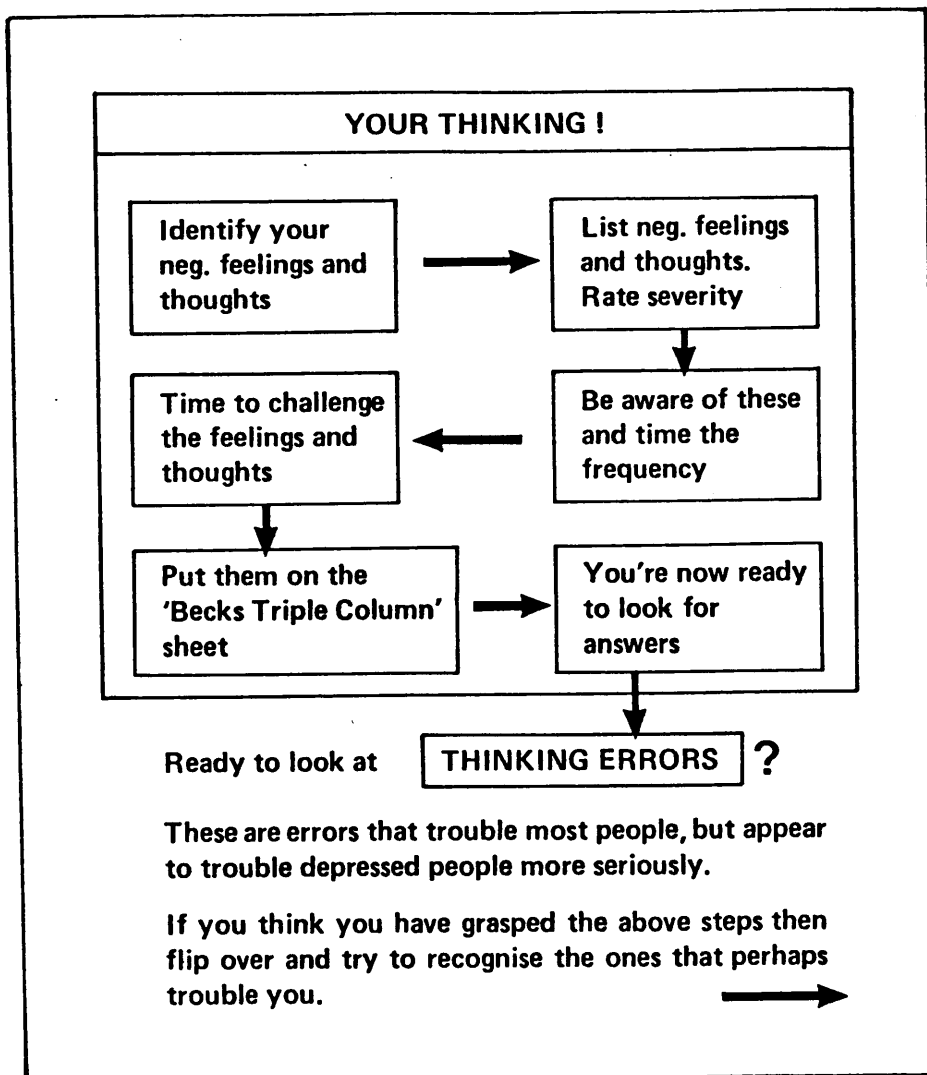 YOUR THINKING !
Identify your
neg. feelings and
thoughts
List neg. feelings
and thoughts.
Rate severity
Be aware of these
and time the
frequency
Time to challenge
the feelings and
thoughts
Put them on the
'Becks Triple Column'
sheet
You're now ready
to look for
answers
Ready to look at THINKING ERRORS ?
These are errors that trouble most people, but appear
to trouble depressed people more seriously.
If you think you have grasped the above steps then
flip over and try to recognise the ones that perhaps
trouble you.